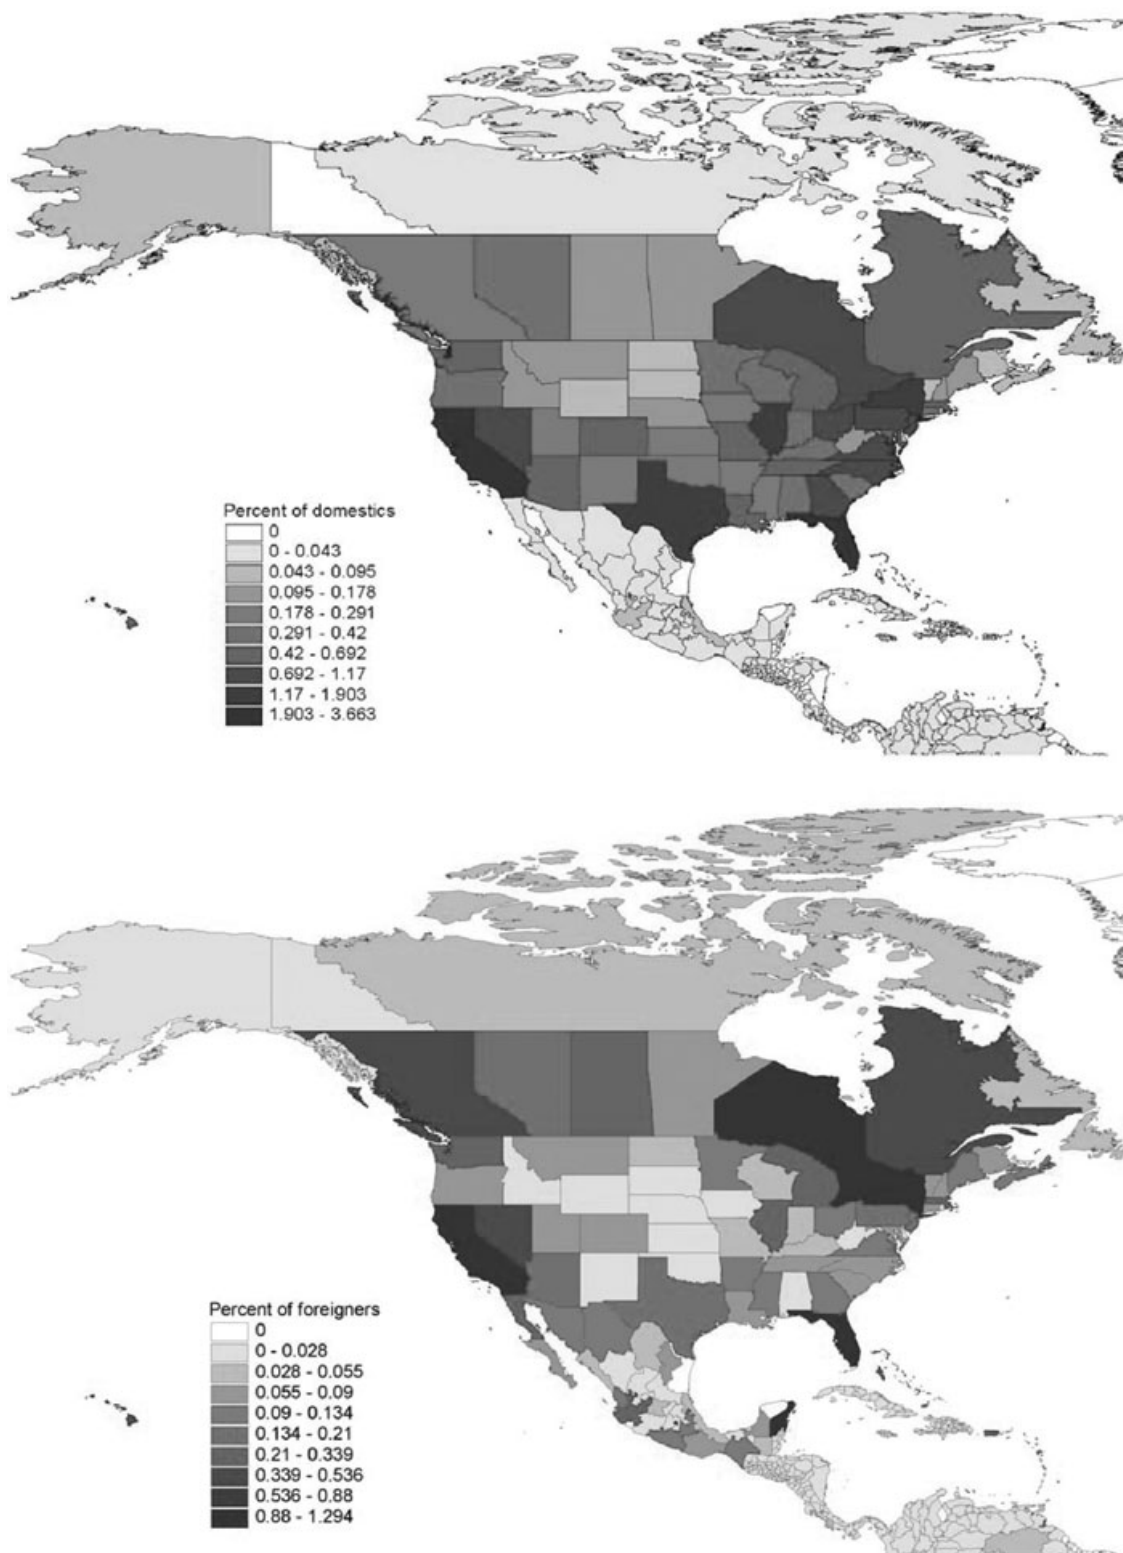 Percent of domestics
0
0 - 0.043
0.043 - 0.095
0.095 - 0.178
0.178 - 0.291
0.291 - 0.42
0.42 - 0.692
0.692 - 1.17
1.17 - 1.903
1.903 - 3.663
Percent of foreigners
0
0 - 0.028
0.028 - 0.055
0.055 - 0.09
0.09 - 0.134
0.134 - 0.21
0.21 - 0.339
0.339 - 0.536
0.536 - 0.88
0.88 - 1.294